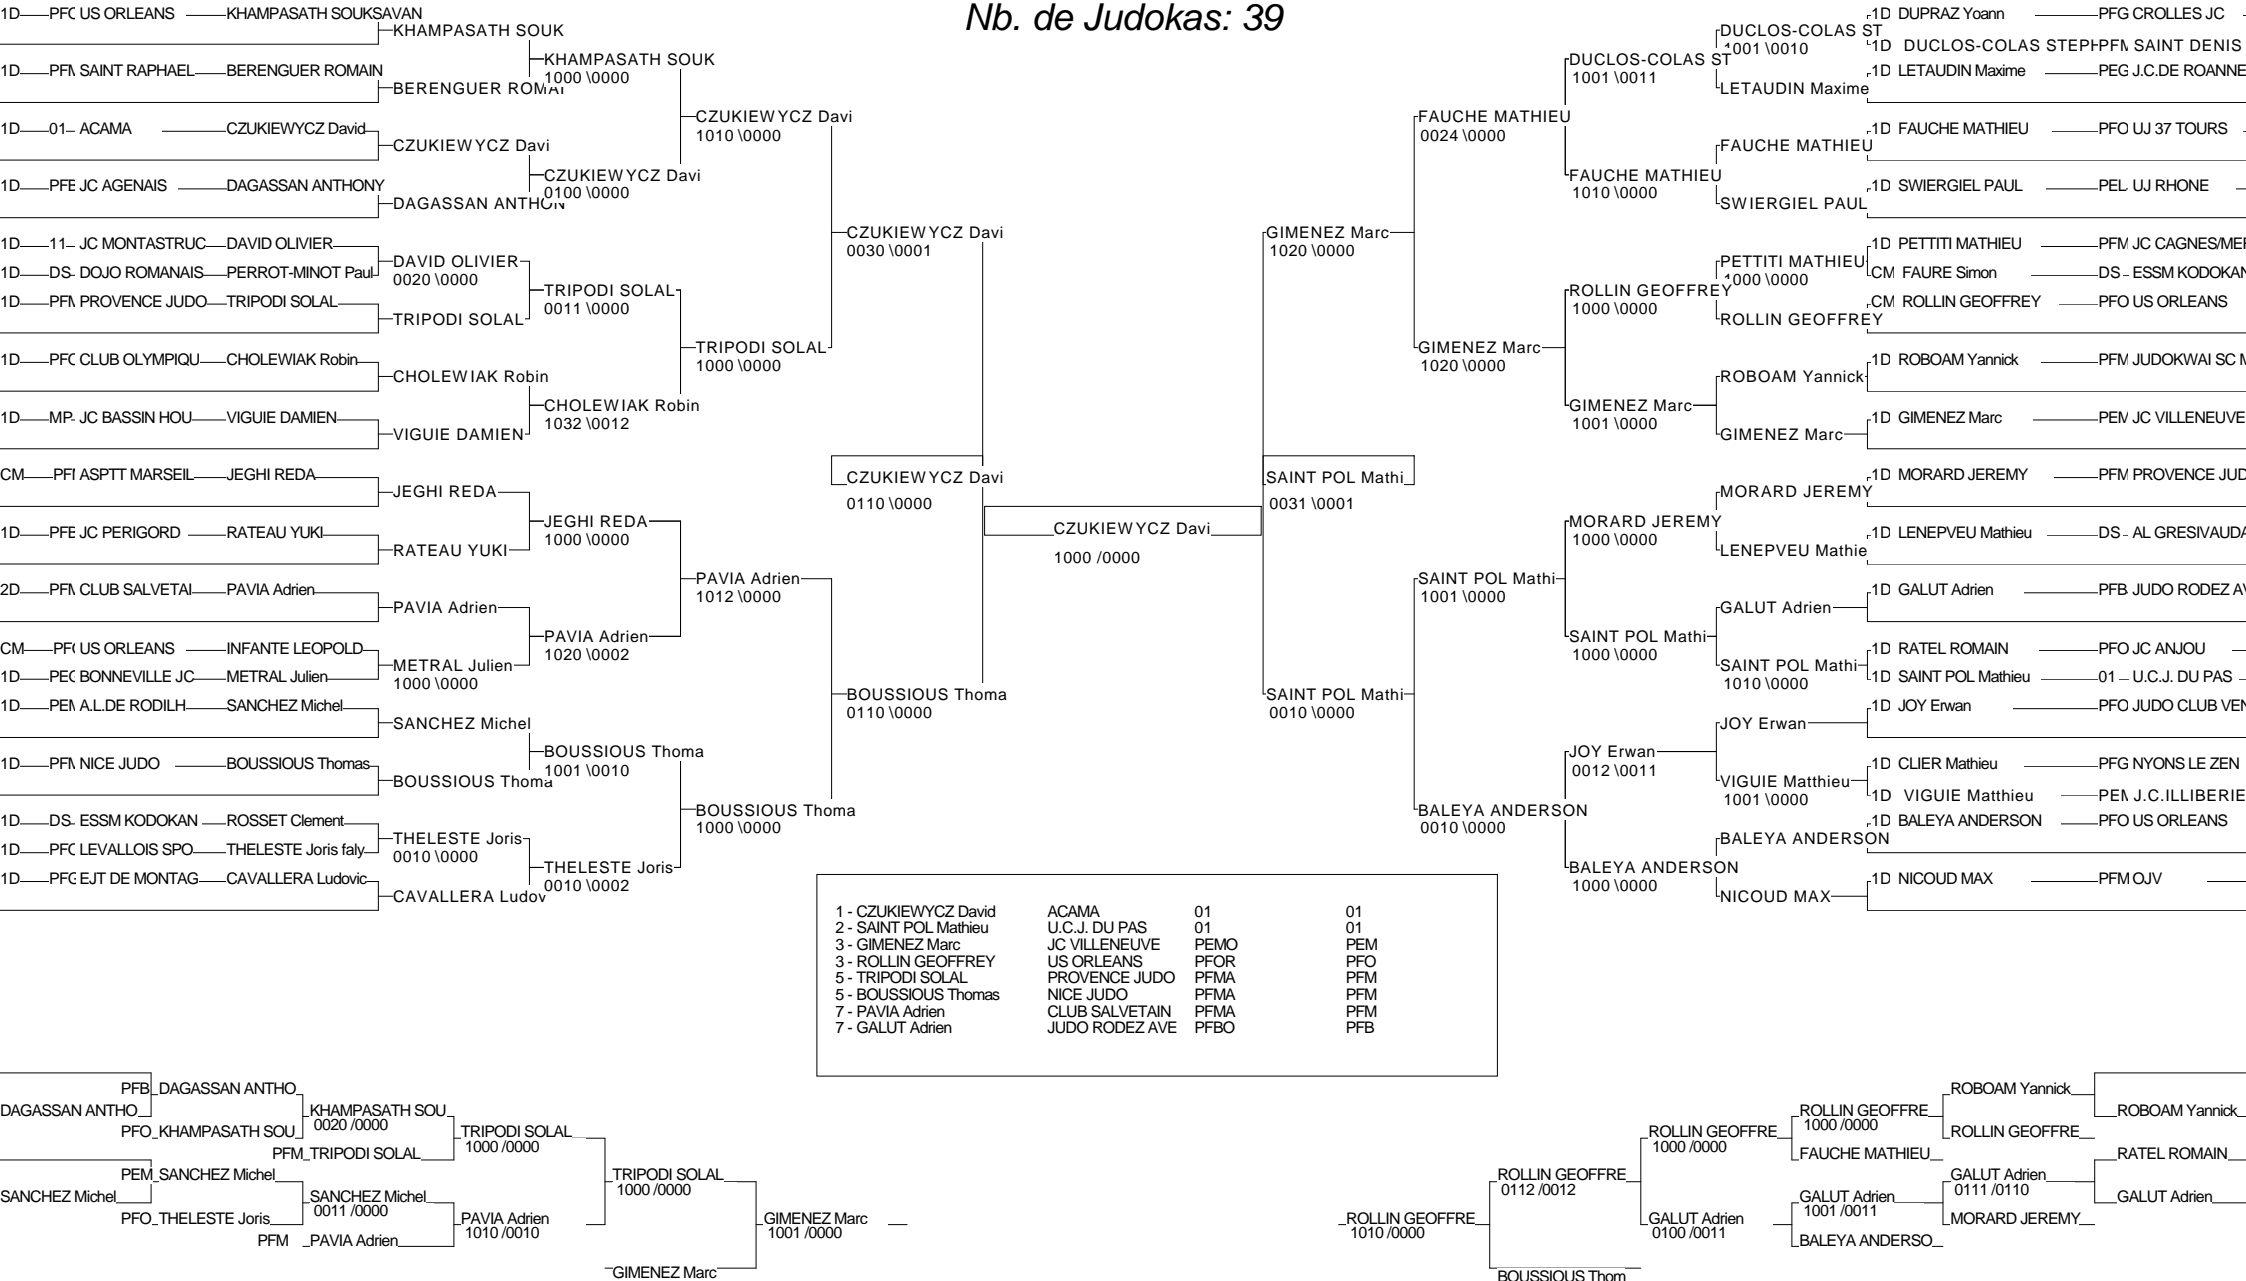 Nb. de Judokas: 39
1D PFC US ORLEANS KHAMPASATH SOUKSAVAN
KHAMPASATH SOUK
1D PFM SAINT RAPHAEL BERENGUER ROMAIN
BERENGUER ROMAI
KHAMPASATH SOUK
1000 \0000
1D 01 ACAMA CZUKIEWYCZ David
CZUKIEWYCZ Davi
1D PFB JC AGENAIS DAGASSAN ANTHONY
DAGASSAN ANTHON
CZUKIEWYCZ Davi
0100 \0000
CZUKIEWYCZ Davi
1010 \0000
1D 11 JC MONTASTRUC DAVID OLIVIER
1D DS DOJO ROMANAIS PERROT-MINOT Paul
DAVID OLIVIER
0020 \0000
1D PFM PROVENCE JUDO TRIPODI SOLAL
TRIPODI SOLAL
TRIPODI SOLAL
0011 \0000
1D PFC CLUB OLYMPIQU CHOLEWIAK Robin
CHOLEWIAK Robin
1D MP JC BASSIN HOU VIGUIE DAMIEN
VIGUIE DAMIEN
CHOLEWIAK Robin
1032 \0012
TRIPODI SOLAL
1000 \0000
CZUKIEWYCZ Davi
0030 \0001
CM PFM ASPTT MARSEIL JEGHI REDA
JEGHI REDA
1D PFB JC PERIGORD RATEAU YUKI
RATEAU YUKI
JEGHI REDA
1000 \0000
2D PFM CLUB SALVETAI PAVIA Adrien
PAVIA Adrien
CM PFO US ORLEANS INFANTE LEOPOLD
1D PEG BONNEVILLE JC METRAL Julien
METRAL Julien
1000 \0000
PAVIA Adrien
1020 \0002
PAVIA Adrien
1012 \0000
1D PEM A.L.DE RODILH SANCHEZ Michel
SANCHEZ Michel
1D PFM NICE JUDO BOUSSIOUS Thomas
BOUSSIOUS Thoma
BOUSSIOUS Thoma
1001 \0010
1D DS ESSM KODOKAN ROSSET Clement
1D PFO LEVALLOIS SPO THELESTE Joris faly
THELESTE Joris
0010 \0000
1D PFG EJT DE MONTAG CAVALLERA Ludovic
CAVALLERA Ludov
THELESTE Joris
0010 \0002
BOUSSIOUS Thoma
1000 \0000
BOUSSIOUS Thoma
0110 \0000
CZUKIEWYCZ Davi
0110 \0000
CZUKIEWYCZ Davi
1000 /0000
SAINT POL Mathi
0031 \0001
GIMENEZ Marc
1020 \0000
SAINT POL Mathi
0010 \0000
FAUCHE MATHIEU
0024 \0000
GIMENEZ Marc
1020 \0000
SAINT POL Mathi
1001 \0000
BALEYA ANDERSON
0010 \0000
DUCLOS-COLAS ST
1001 \0011
FAUCHE MATHIEU
1010 \0000
ROLLIN GEOFFREY
1000 \0000
GIMENEZ Marc
1001 \0000
MORARD JEREMY
1000 \0000
SAINT POL Mathi
1000 \0000
JOY Erwan
0012 \0011
BALEYA ANDERSON
1000 \0000
DUCLOS-COLAS ST
1001 \0010
LETAUDIN Maxime
FAUCHE MATHIEU
SWIERGIEL PAUL
PETTITI MATHIEU
1000 \0000
ROLLIN GEOFFREY
ROBOAM Yannick
GIMENEZ Marc
MORARD JEREMY
LENEPVEU Mathie
GALUT Adrien
SAINT POL Mathi
1010 \0000
JOY Erwan
VIGUIE Matthieu
1001 \0000
BALEYA ANDERSON
NICOUD MAX
1D DUPRAZ Yoann PFG CROLLES JC
1D DUCLOS-COLAS STEPH PFM SAINT DENIS
1D LETAUDIN Maxime PEG J.C.DE ROANNE
1D FAUCHE MATHIEU PFO UJ 37 TOURS
1D SWIERGIEL PAUL PEL UJ RHONE
1D PETTITI MATHIEU PFM JC CAGNES/MER
CM FAURE Simon DS ESSM KODOKAN
CM ROLLIN GEOFFREY PFO US ORLEANS
1D ROBOAM Yannick PFM JUDOKWAI SC M
1D GIMENEZ Marc PEM JC VILLENEUVE
1D MORARD JEREMY PFM PROVENCE JUD
1D LENEPVEU Mathieu DS AL GRESIVAUDA
1D GALUT Adrien PFB JUDO RODEZ AV
1D RATEL ROMAIN PFO JC ANJOU
1D SAINT POL Mathieu 01 U.C.J. DU PAS
1D JOY Erwan PFO JUDO CLUB VEN
1D CLIER Mathieu PFG NYONS LE ZEN
1D VIGUIE Matthieu PEM J.C.ILLIBERIE
1D BALEYA ANDERSON PFO US ORLEANS
1D NICOUD MAX PFM OJV
1 - CZUKIEWYCZ David ACAMA 01 01
2 - SAINT POL Mathieu U.C.J. DU PAS 01 01
3 - GIMENEZ Marc JC VILLENEUVE PEMO PEM
3 - ROLLIN GEOFFREY US ORLEANS PFOR PFO
5 - TRIPODI SOLAL PROVENCE JUDO PFMA PFM
5 - BOUSSIOUS Thomas NICE JUDO PFMA PFM
7 - PAVIA Adrien CLUB SALVETAIN PFMA PFM
7 - GALUT Adrien JUDO RODEZ AVE PFBO PFB
DAGASSAN ANTHO
PFB DAGASSAN ANTHO
PFO KHAMPASATH SOU
KHAMPASATH SOU
0020 /0000
PFM TRIPODI SOLAL
TRIPODI SOLAL
1000 /0000
SANCHEZ Michel
PEM SANCHEZ Michel
PFO THELESTE Joris
SANCHEZ Michel
0011 /0000
PFM PAVIA Adrien
PAVIA Adrien
1010 /0010
TRIPODI SOLAL
1000 /0000
GIMENEZ Marc
GIMENEZ Marc
1001 /0000
ROLLIN GEOFFRE
1010 /0000
ROLLIN GEOFFRE
0112 /0012
BOUSSIOUS Thom
ROLLIN GEOFFRE
1000 /0000
GALUT Adrien
0100 /0011
ROLLIN GEOFFRE
1000 /0000
FAUCHE MATHIEU
GALUT Adrien
1001 /0011
BALEYA ANDERSO
ROBOAM Yannick
ROLLIN GEOFFRE
GALUT Adrien
0111 /0110
MORARD JEREMY
ROBOAM Yannick
RATEL ROMAIN
GALUT Adrien